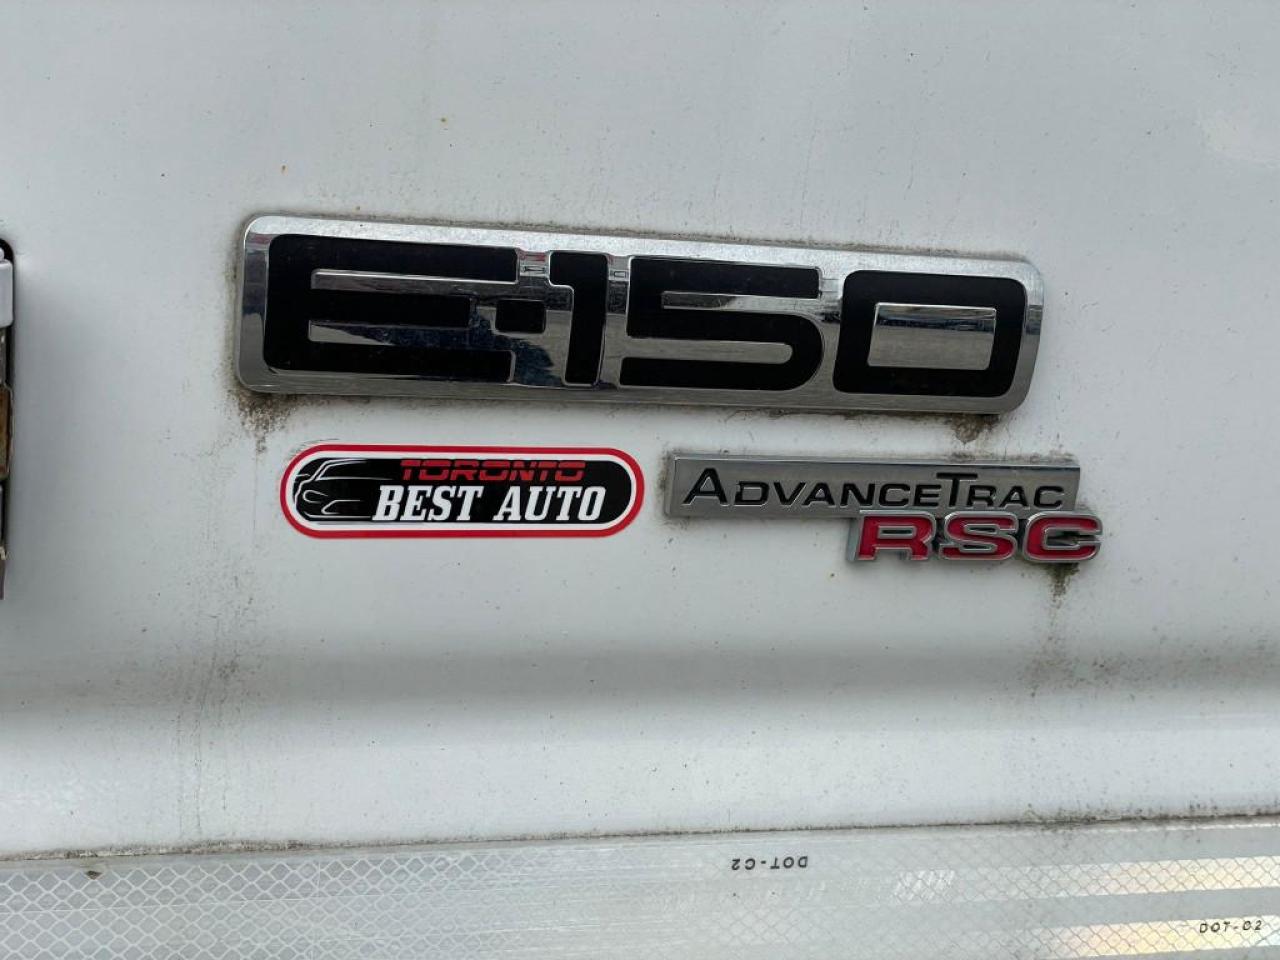 E-150
TORONTO
BEST AUTO
ADVANCETRAC
RSC
DOT-C2
DOT-C2